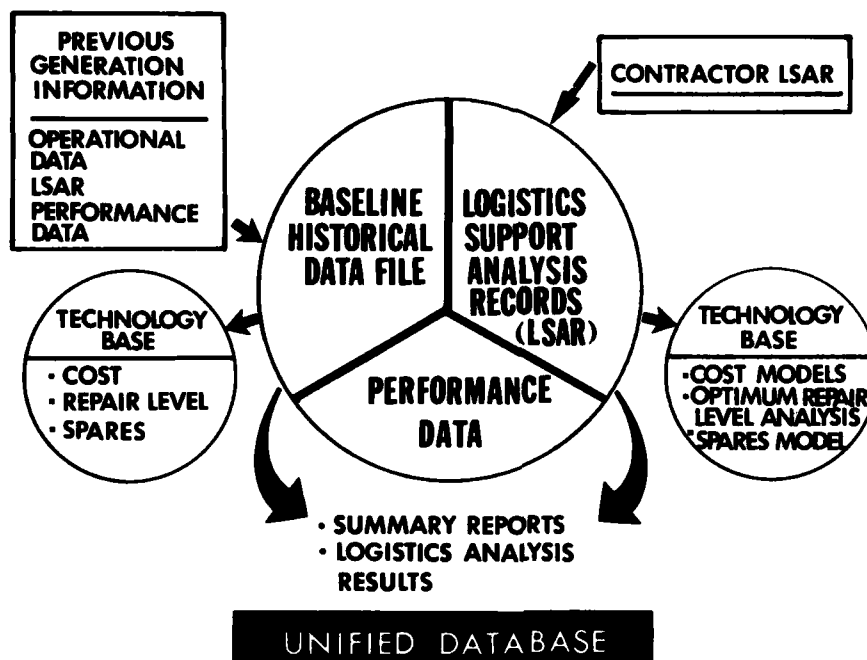 PREVIOUS
GENERATION
INFORMATION
OPERATIONAL
DATA
LSAR
PERFORMANCE
DATA
CONTRACTOR LSAR
BASELINE
HISTORICAL
DATA FILE
LOGISTICS
SUPPORT
ANALYSIS
RECORDS
(LSAR)
PERFORMANCE
DATA
TECHNOLOGY
BASE
· COST
· REPAIR LEVEL
· SPARES
TECHNOLOGY
BASE
· COST MODELS
· OPTIMUM REPAIR
LEVEL ANALYSIS
· SPARES MODEL
· SUMMARY REPORTS
· LOGISTICS ANALYSIS
RESULTS
UNIFIED DATABASE